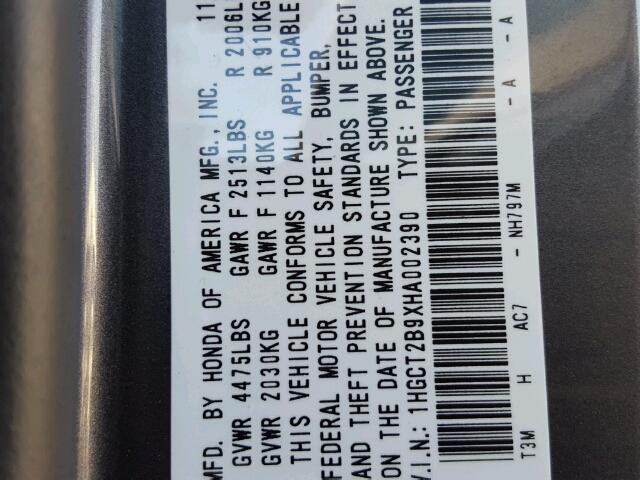 MFD. BY HONDA OF AMERICA MFG., INC. 11
GVWR 4475LBS GAWR F 2513LBS R 2006L
GVWR 2030KG GAWR F 1140KG R 910KG
THIS VEHICLE CONFORMS TO ALL APPLICABLE
FEDERAL MOTOR VEHICLE SAFETY, BUMPER,
AND THEFT PREVENTION STANDARDS IN EFFECT
ON THE DATE OF MANUFACTURE SHOWN ABOVE.
V.I.N.: 1HGCT2B9XHA002390 TYPE: PASSENGER
T3M H AC7 - NH797M - A - A